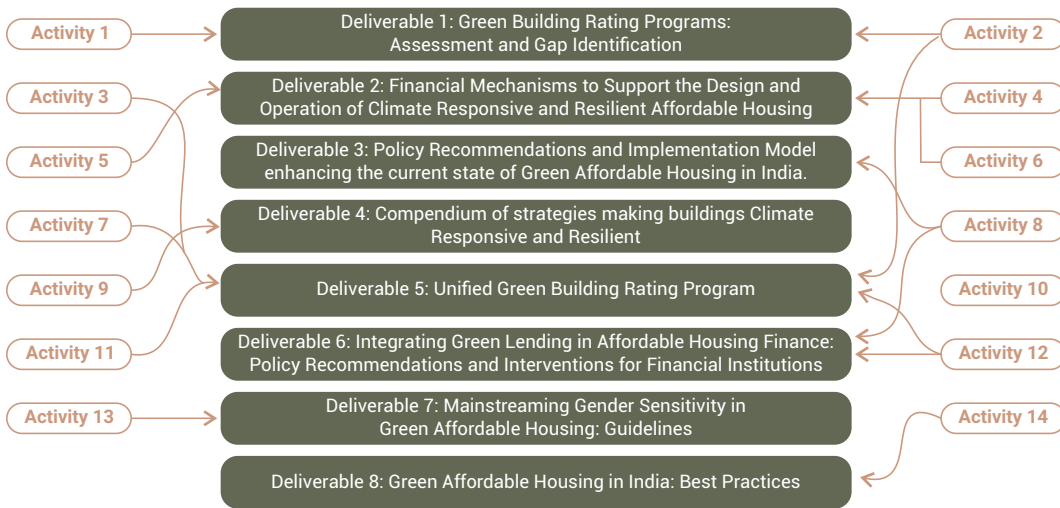 Activity 1
Deliverable 1: Green Building Rating Programs:
Assessment and Gap Identification
Activity 2
Activity 3
Deliverable 2: Financial Mechanisms to Support the Design and
Operation of Climate Responsive and Resilient Affordable Housing
Activity 4
Activity 5
Deliverable 3: Policy Recommendations and Implementation Model
enhancing the current state of Green Affordable Housing in India.
Activity 6
Activity 7
Deliverable 4: Compendium of strategies making buildings Climate
Responsive and Resilient
Activity 8
Activity 9
Deliverable 5: Unified Green Building Rating Program
Activity 10
Activity 11
Deliverable 6: Integrating Green Lending in Affordable Housing Finance:
Policy Recommendations and Interventions for Financial Institutions
Activity 12
Activity 13
Deliverable 7: Mainstreaming Gender Sensitivity in
Green Affordable Housing: Guidelines
Activity 14
Deliverable 8: Green Affordable Housing in India: Best Practices